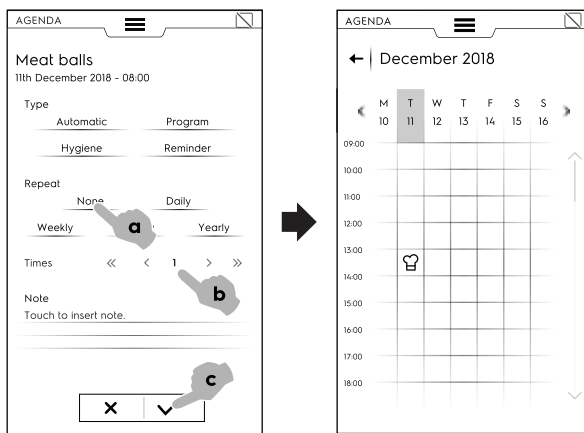 AGENDA
Meat balls
11th December 2018 - 08:00
Type
Automatic Program
Hygiene Reminder
Repeat
None Daily
Weekly Yearly
a
Times « < 1 > »
b
Note
Touch to insert note.
c
AGENDA
December 2018
M T W T F S S
10 11 12 13 14 15 16
09:00
10:00
11:00
12:00
13:00
14:00
15:00
16:00
17:00
18:00